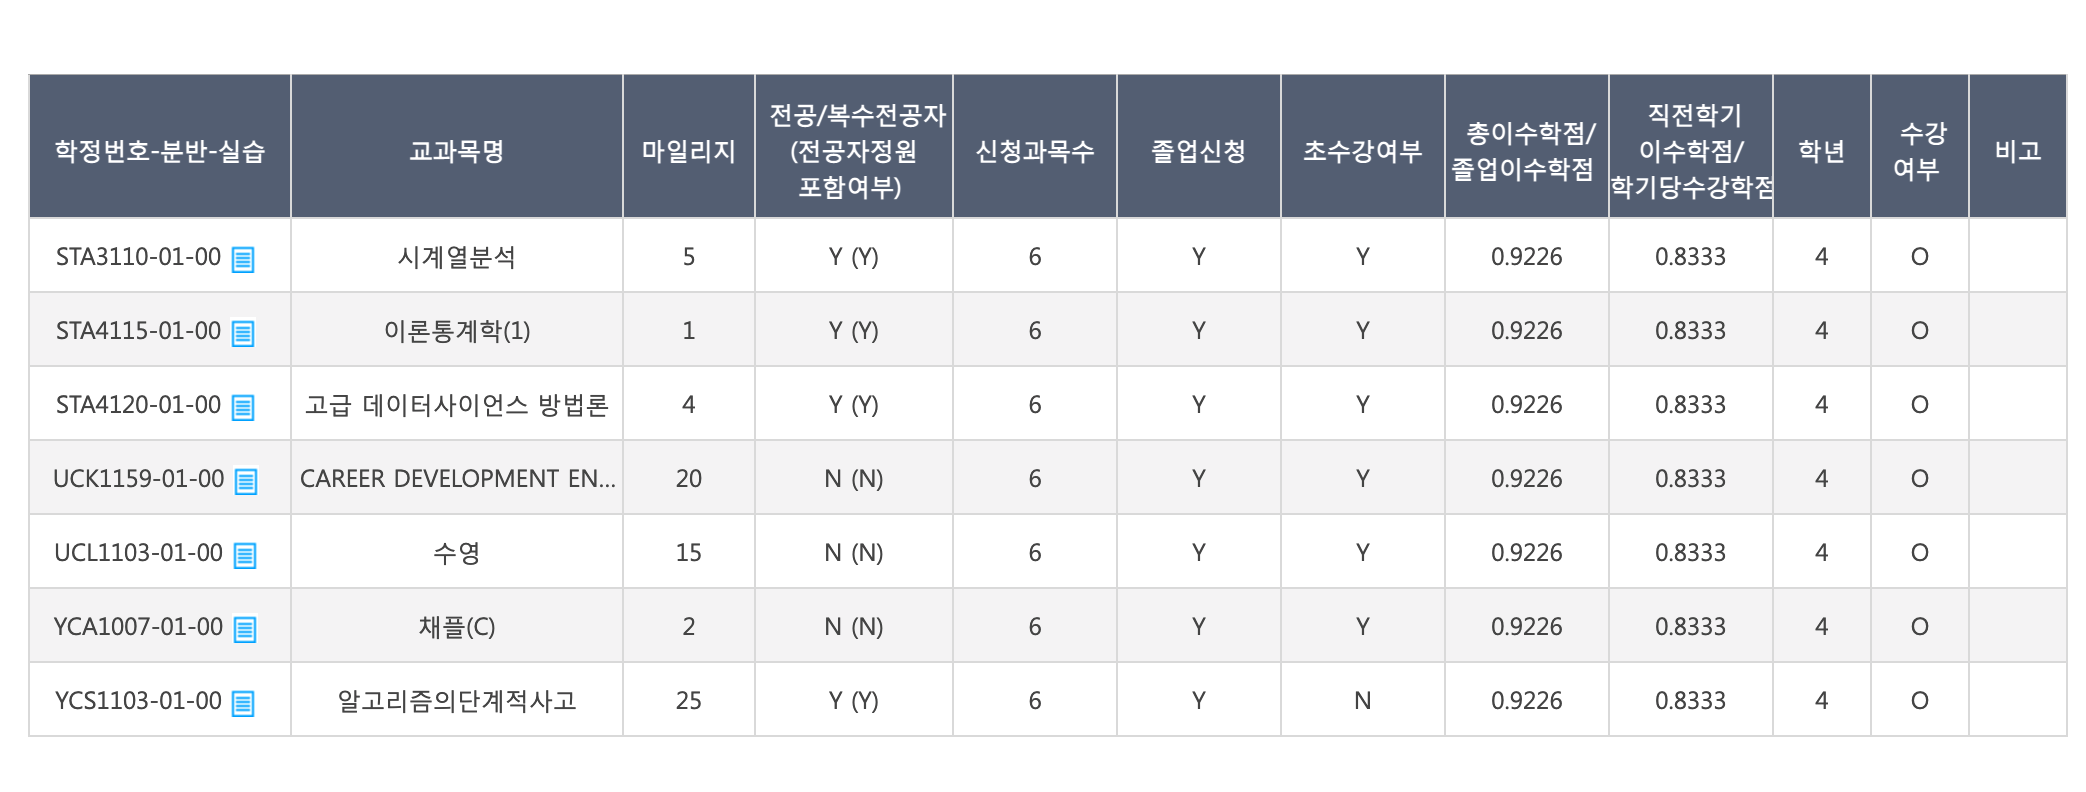 학정번호-분반-실습 교과목명 마일리지 전공/복수전공자 (전공자정원 포함여부) 신청과목수 졸업신청 초수강여부 총이수학점/ 졸업이수학점 직전학기 이수학점/ 학기당수강학점 학년 수강 여부 비고
STA3110-01-00 시계열분석 5 Y (Y) 6 Y Y 0.9226 0.8333 4 O
STA4115-01-00 이론통계학(1) 1 Y (Y) 6 Y Y 0.9226 0.8333 4 O
STA4120-01-00 고급 데이터사이언스 방법론 4 Y (Y) 6 Y Y 0.9226 0.8333 4 O
UCK1159-01-00 CAREER DEVELOPMENT EN... 20 N (N) 6 Y Y 0.9226 0.8333 4 O
UCL1103-01-00 수영 15 N (N) 6 Y Y 0.9226 0.8333 4 O
YCA1007-01-00 채플(C) 2 N (N) 6 Y Y 0.9226 0.8333 4 O
YCS1103-01-00 알고리즘의단계적사고 25 Y (Y) 6 Y N 0.9226 0.8333 4 O